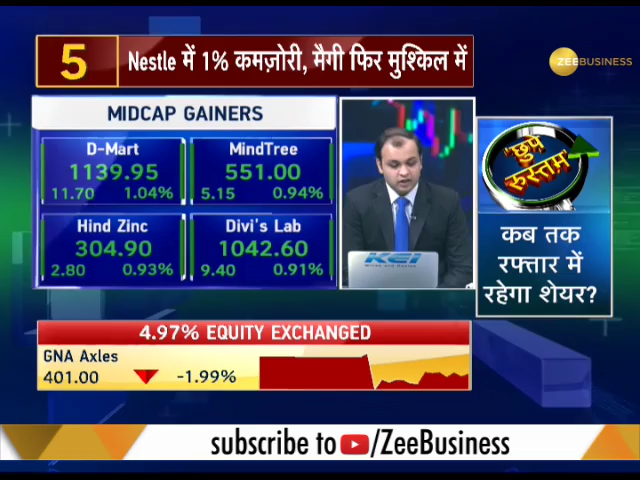 5
Nestle में 1% कमज़ोरी, मैगी फिर मुश्किल में
ZEEBUSINESS
MIDCAP GAINERS
D-Mart
1139.95
11.70 1.04%
MindTree
551.00
5.15 0.94%
Hind Zinc
304.90
2.80 0.93%
Divi's Lab
1042.60
9.40 0.91%
KEI
Wires and Cables
"छुपे
रुस्तम"
कब तक
रफ्तार में
रहेगा शेयर?
4.97% EQUITY EXCHANGED
GNA Axles
401.00 -1.99%
subscribe to /ZeeBusiness